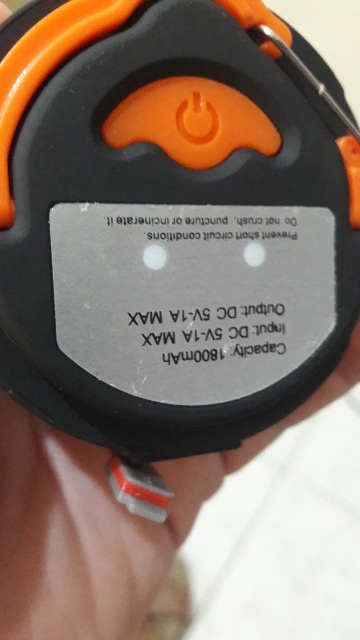 Capacity: 1800mAh
Input: DC 5V-1A MAX
Output: DC 5V-1A MAX
Prevent short circuit conditions.
Do not crush, puncture or incinerate it